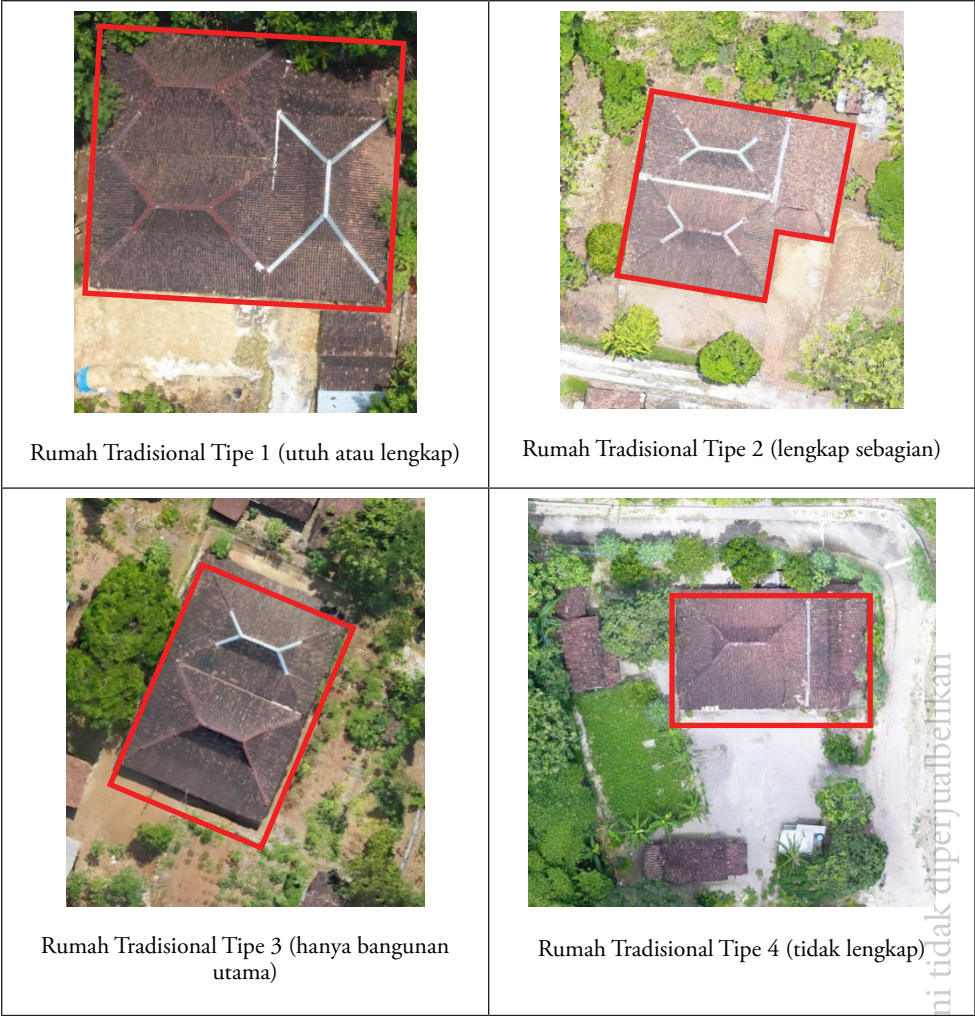 Rumah Tradisional Tipe 1 (utuh atau lengkap)
Rumah Tradisional Tipe 2 (lengkap sebagian)
Rumah Tradisional Tipe 3 (hanya bangunan
utama)
Rumah Tradisional Tipe 4 (tidak lengkap)
ni tidak diperjualbelikan